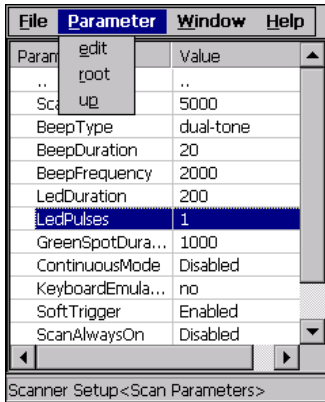 File Parameter Window Help
edit
root
up
Param Value
.. ..
Sca 5000
BeepType dual-tone
BeepDuration 20
BeepFrequency 2000
LedDuration 200
LedPulses 1
GreenSpotDura... 1000
ContinuousMode Disabled
KeyboardEmula... no
SoftTrigger Enabled
ScanAlwaysOn Disabled
Scanner Setup<Scan Parameters>